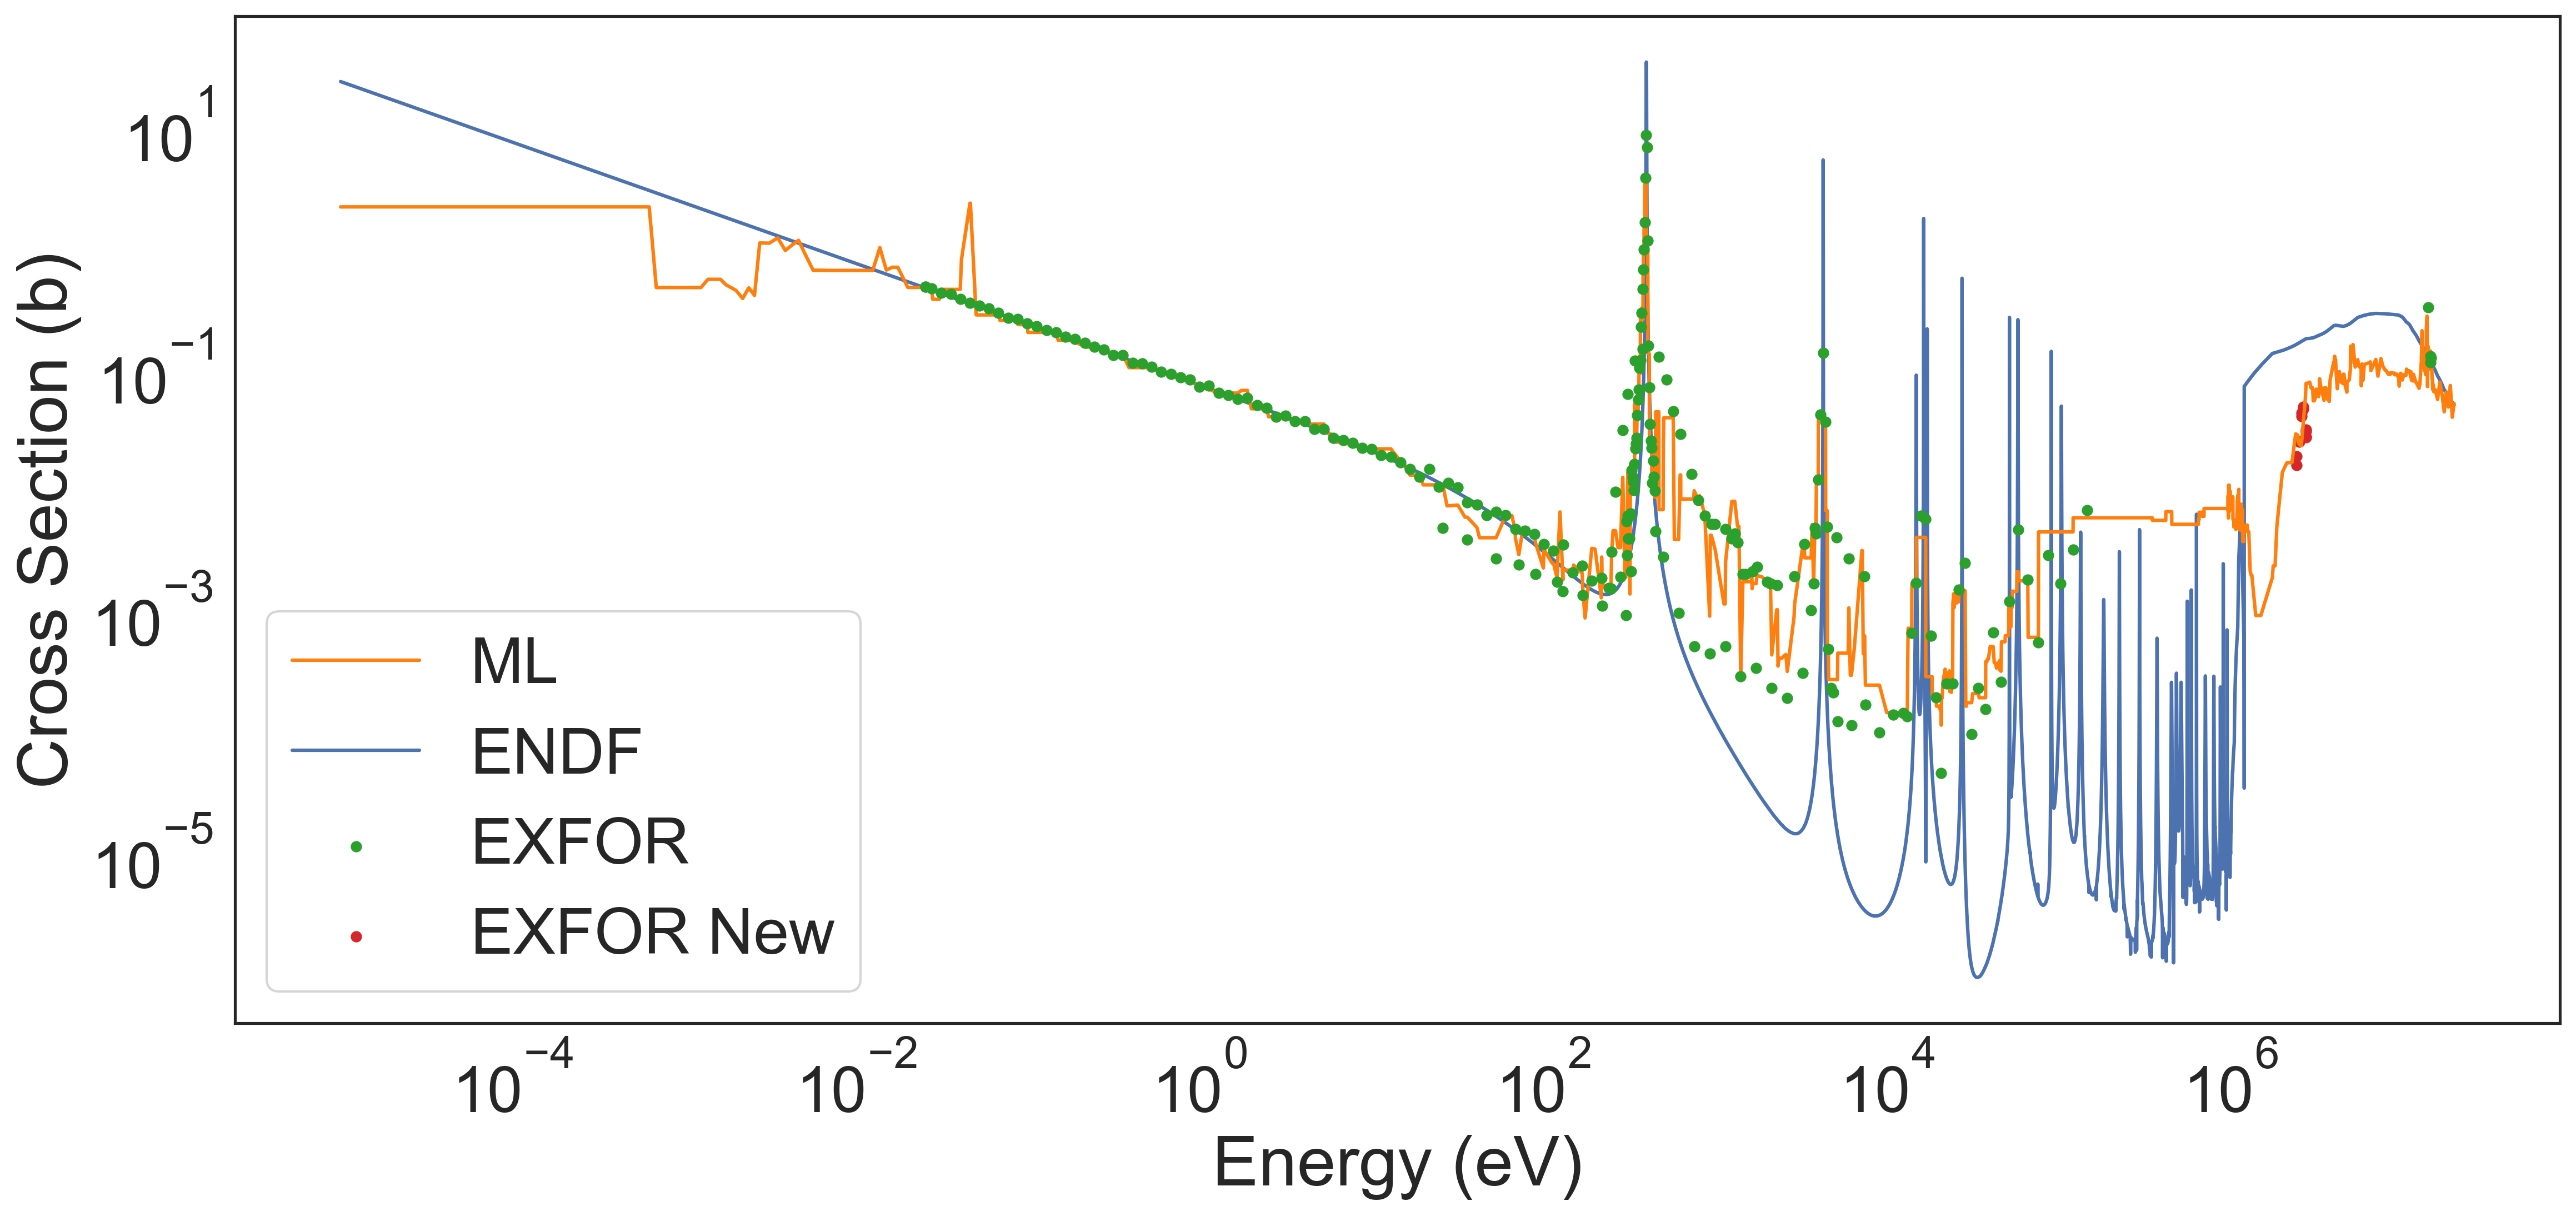 Cross Section (b)
10^1
10^−1
10^−3
10^−5
ML
ENDF
EXFOR
EXFOR New
10^−4 10^−2 10^0 10^2 10^4 10^6
Energy (eV)